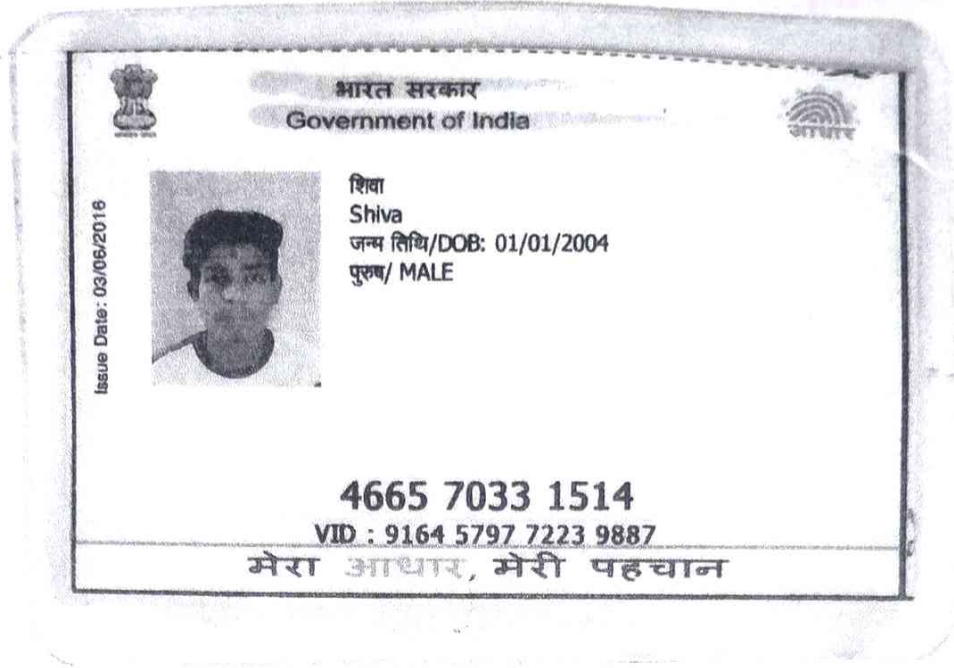 भारत सरकार
Government of India
आधार
Issue Date: 03/06/2016
शिवा
Shiva
जन्म तिथि/DOB: 01/01/2004
पुरुष/ MALE
4665 7033 1514
VID : 9164 5797 7223 9887
मेरा आधार, मेरी पहचान